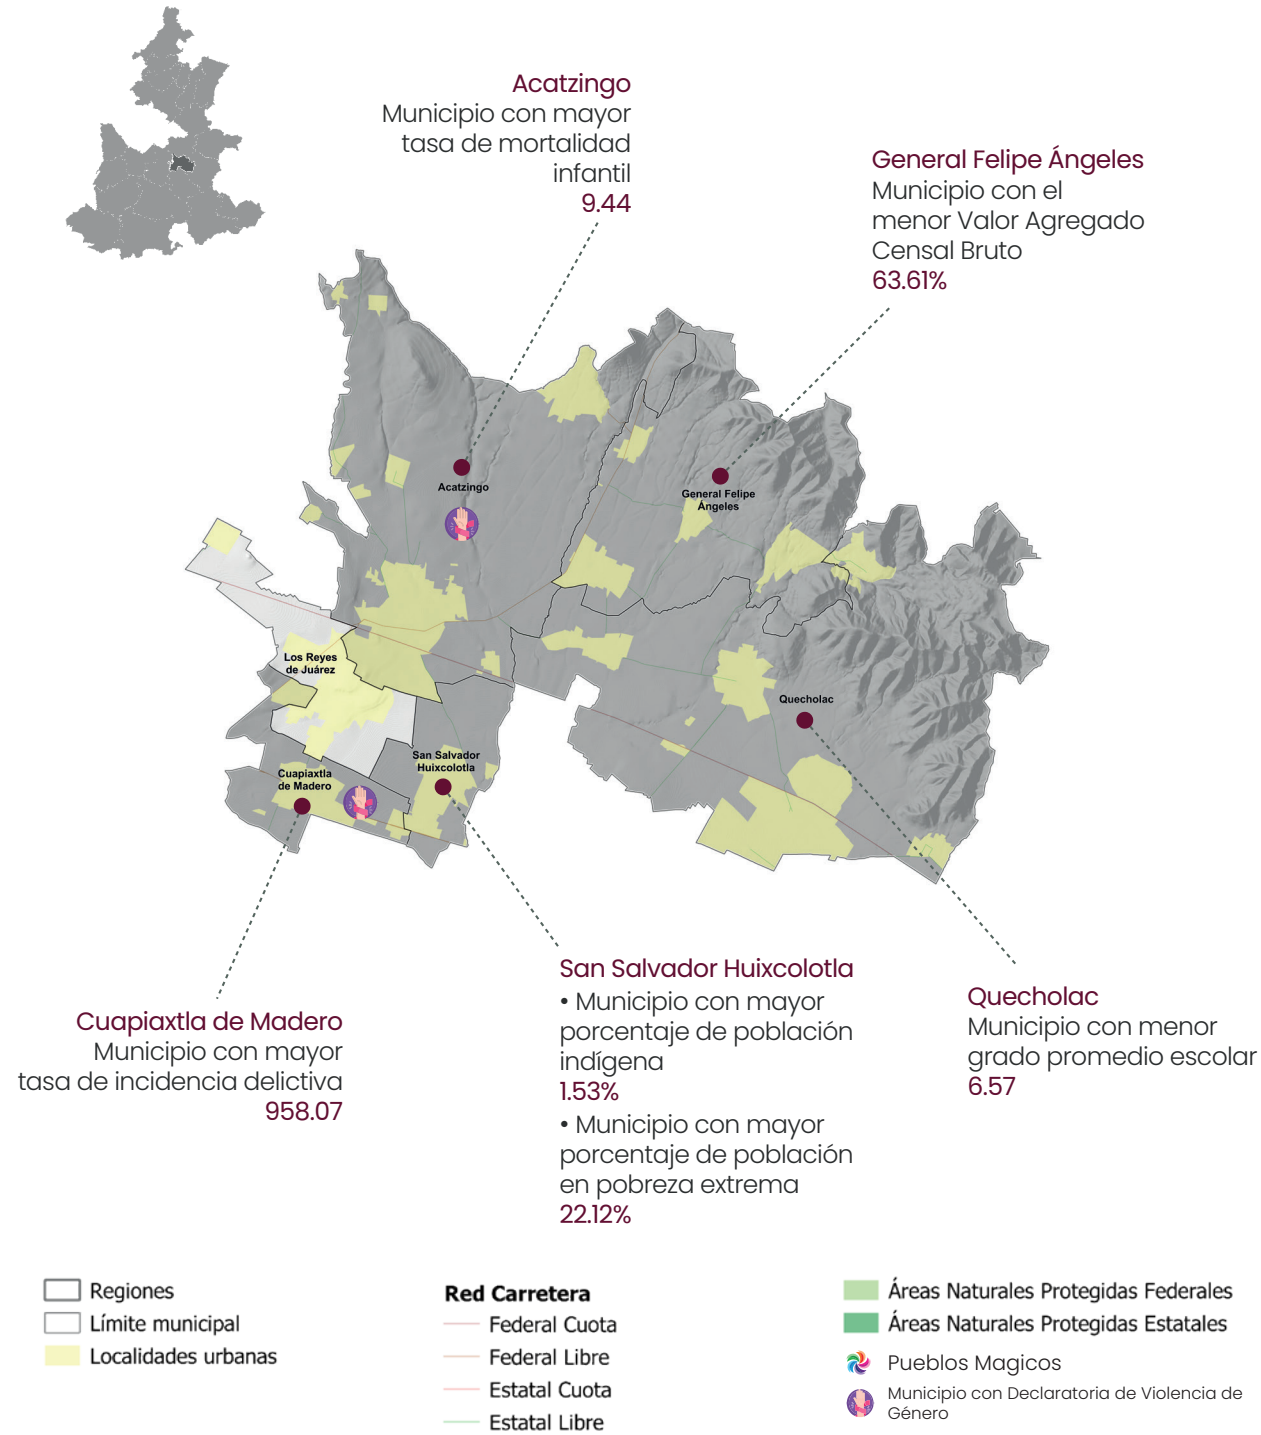 Acatzingo
Municipio con mayor
tasa de mortalidad
infantil
9.44
General Felipe Ángeles
Municipio con el
menor Valor Agregado
Censal Bruto
63.61%
Acatzingo
General Felipe
Ángeles
Los Reyes
de Juárez
Quecholac
San Salvador
Huixcolotla
Cuapiaxtla
de Madero
Cuapiaxtla de Madero
Municipio con mayor
tasa de incidencia delictiva
958.07
San Salvador Huixcolotla
• Municipio con mayor
porcentaje de población
indígena
1.53%
• Municipio con mayor
porcentaje de población
en pobreza extrema
22.12%
Quecholac
Municipio con menor
grado promedio escolar
6.57
Regiones
Límite municipal
Localidades urbanas
Red Carretera
Federal Cuota
Federal Libre
Estatal Cuota
Estatal Libre
Áreas Naturales Protegidas Federales
Áreas Naturales Protegidas Estatales
Pueblos Magicos
Municipio con Declaratoria de Violencia de
Género